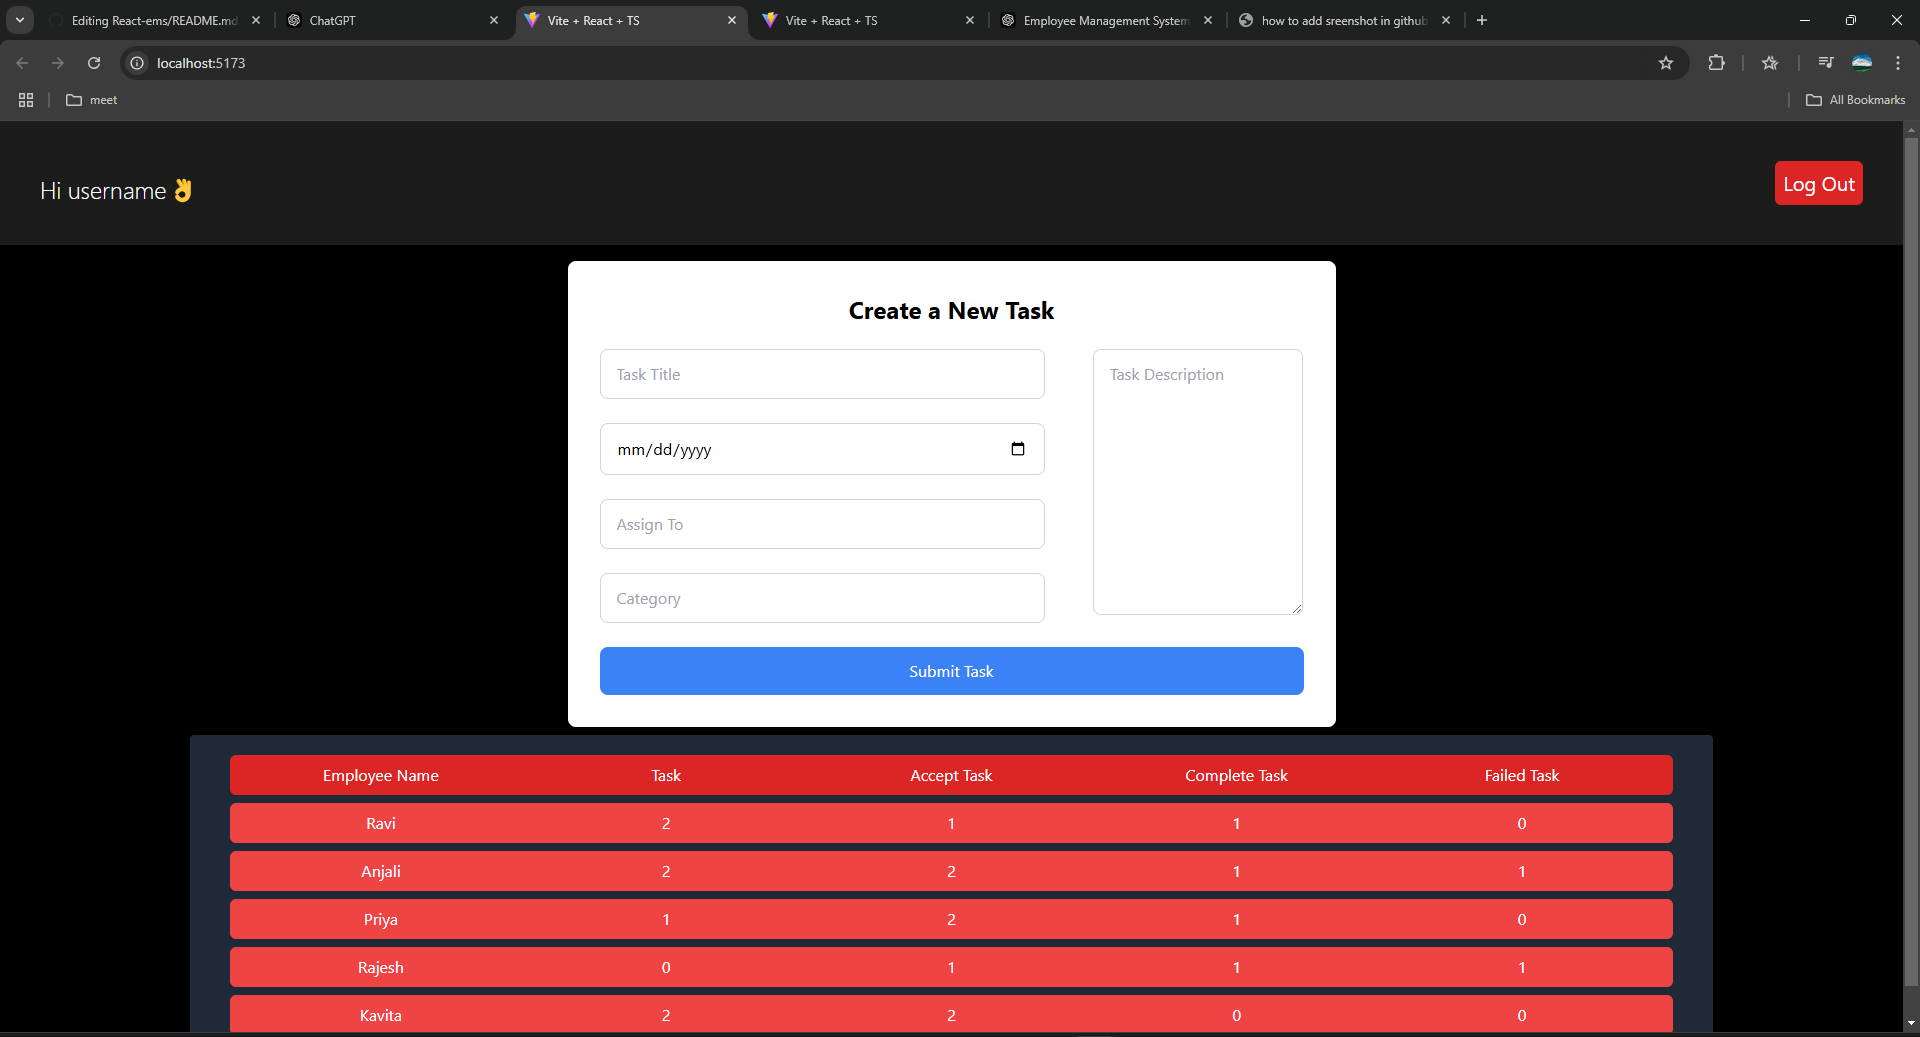 Editing React-ems/README.md ChatGPT Vite + React + TS Vite + React + TS Employee Management System how to add sreenshot in github
localhost:5173
meet All Bookmarks
Hi username 👌 Log Out
Create a New Task
Task Title Task Description
mm/dd/yyyy
Assign To
Category
Submit Task
Employee Name Task Accept Task Complete Task Failed Task
Ravi 2 1 1 0
Anjali 2 2 1 1
Priya 1 2 1 0
Rajesh 0 1 1 1
Kavita 2 2 0 0